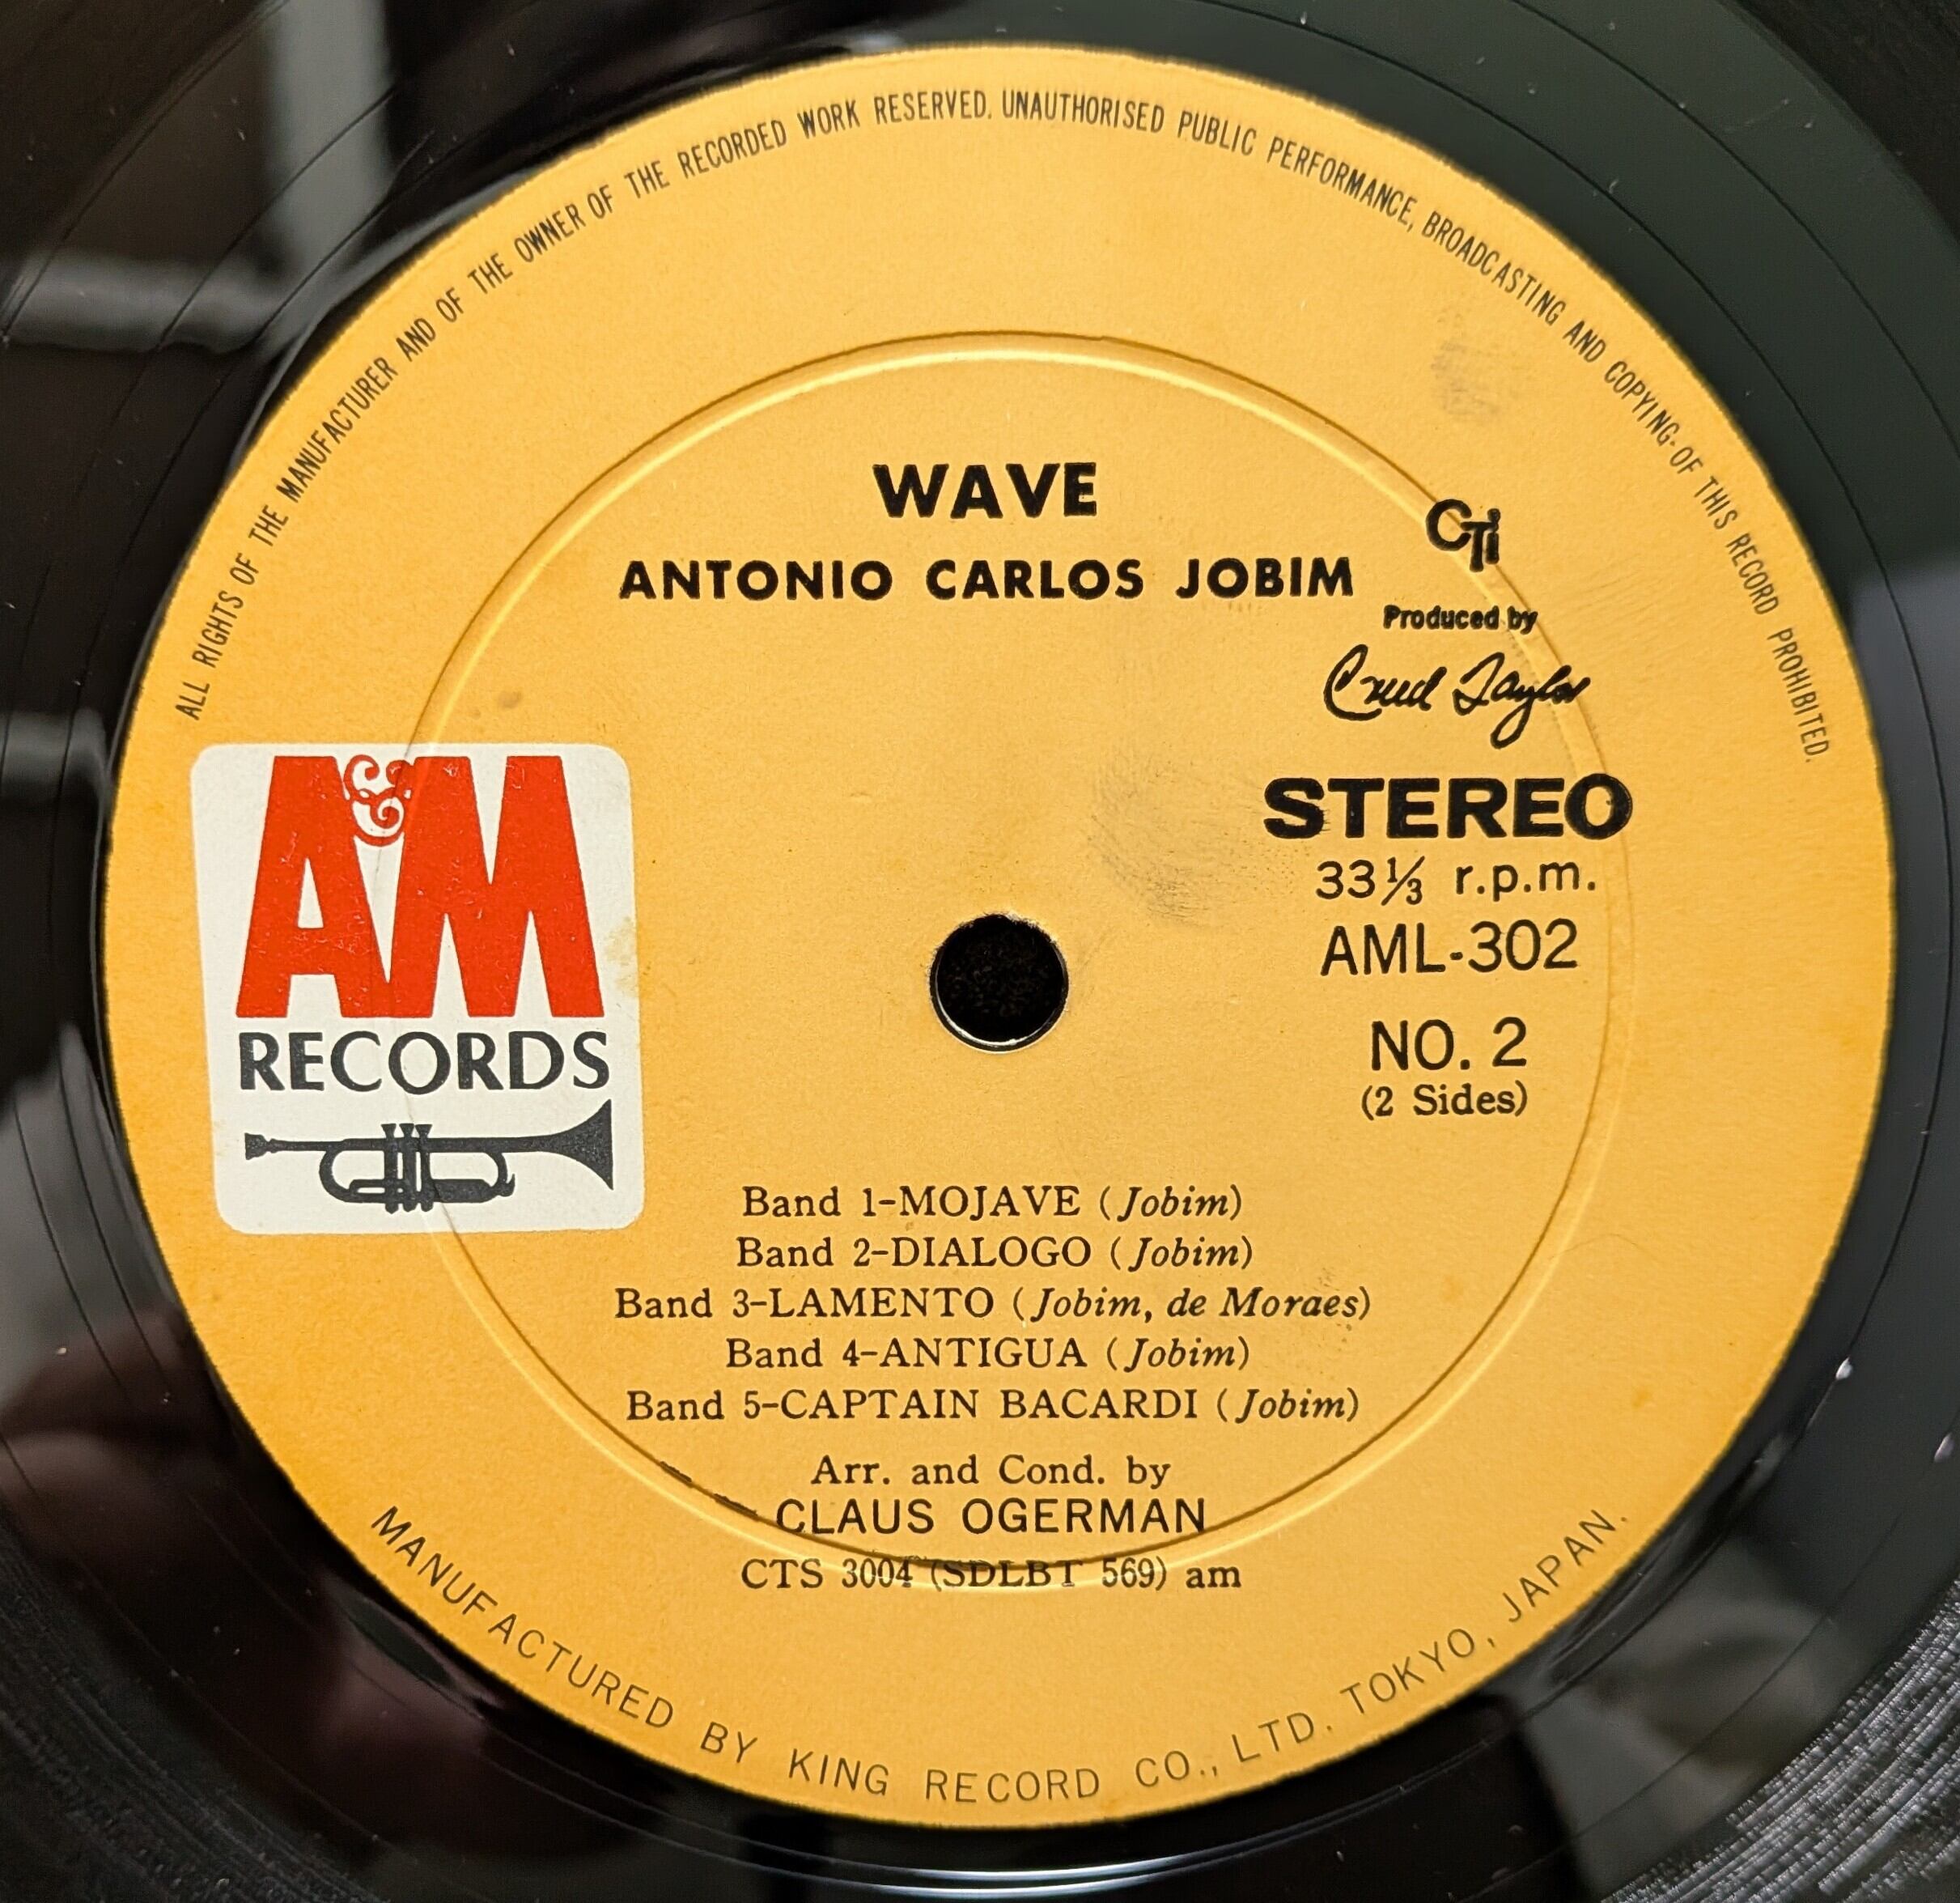 ALL RIGHTS OF THE MANUFACTURER AND OF THE OWNER OF THE RECORDED WORK RESERVED. UNAUTHORISED PUBLIC PERFORMANCE, BROADCASTING AND COPYING OF THIS RECORD PROHIBITED.
WAVE
ANTONIO CARLOS JOBIM
CTi
Produced by
Creed Taylor
A&M
RECORDS
STEREO
33⅓ r.p.m.
AML-302
NO. 2
(2 Sides)
Band 1-MOJAVE (Jobim)
Band 2-DIALOGO (Jobim)
Band 3-LAMENTO (Jobim, de Moraes)
Band 4-ANTIGUA (Jobim)
Band 5-CAPTAIN BACARDI (Jobim)
Arr. and Cond. by
CLAUS OGERMAN
CTS 3004 (SDLBT 569) am
MANUFACTURED BY KING RECORD CO., LTD. TOKYO, JAPAN.